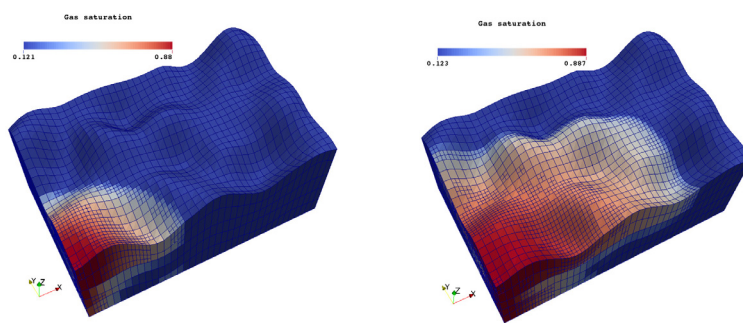 Gas saturation
0.121 0.88
Y Z X
Gas saturation
0.123 0.887
Y Z X